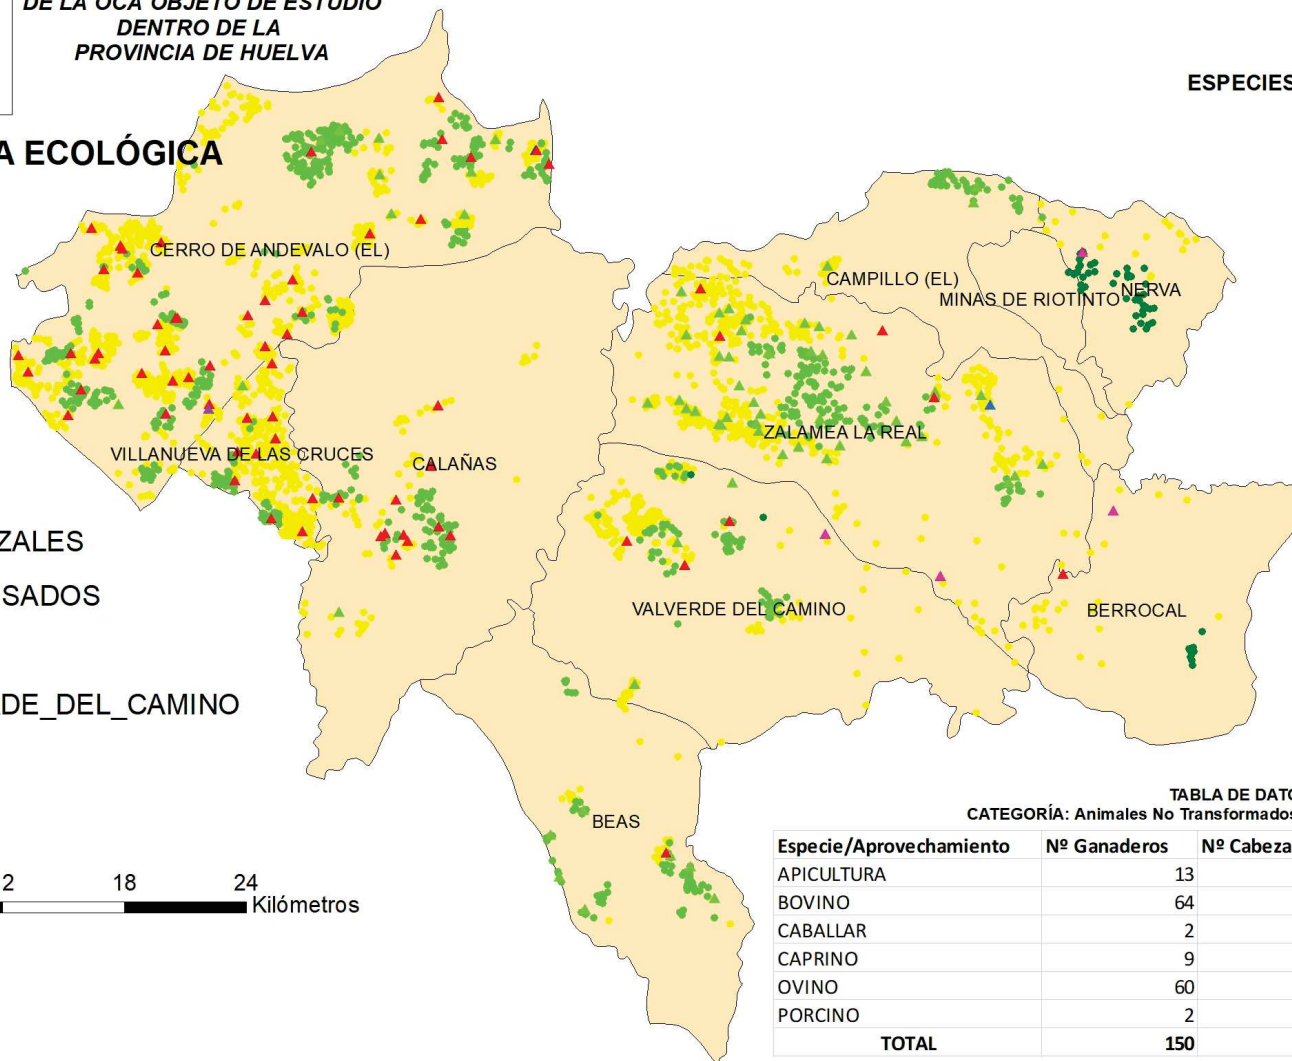 DE LA OCA OBJETO DE ESTUDIO
DENTRO DE LA
PROVINCIA DE HUELVA
ESPECIES
A ECOLÓGICA
CERRO DE ANDEVALO (EL)
CAMPILLO (EL)
MINAS DE RIOTINTO
NERVA
ZALAMEA LA REAL
VILLANUEVA DE LAS CRUCES
CALAÑAS
ZALES
SADOS
VALVERDE DEL CAMINO
BERROCAL
DE_DEL_CAMINO
BEAS
2 18 24
Kilómetros
TABLA DE DATO
CATEGORÍA: Animales No Transformados
Especie/Aprovechamiento Nº Ganaderos Nº Cabeza
APICULTURA 13
BOVINO 64
CABALLAR 2
CAPRINO 9
OVINO 60
PORCINO 2
TOTAL 150